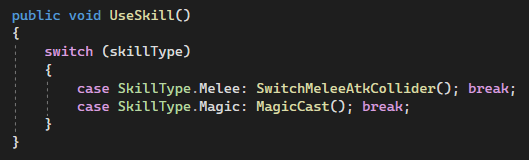 public void UseSkill()
{
    switch (skillType)
    {
        case SkillType.Melee: SwitchMeleeAtkCollider(); break;
        case SkillType.Magic: MagicCast(); break;
    }
}